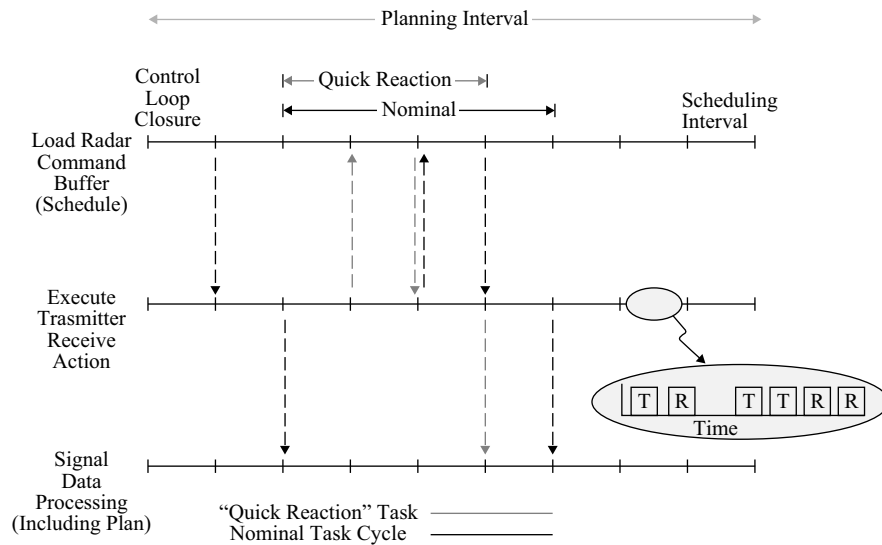 Planning Interval
Control
Loop
Closure
Quick Reaction
Nominal
Scheduling
Interval
Load Radar
Command
Buffer
(Schedule)
Execute
Trasmitter
Receive
Action
T R T T R R
Time
Signal
Data
Processing
(Including Plan)
“Quick Reaction” Task
Nominal Task Cycle